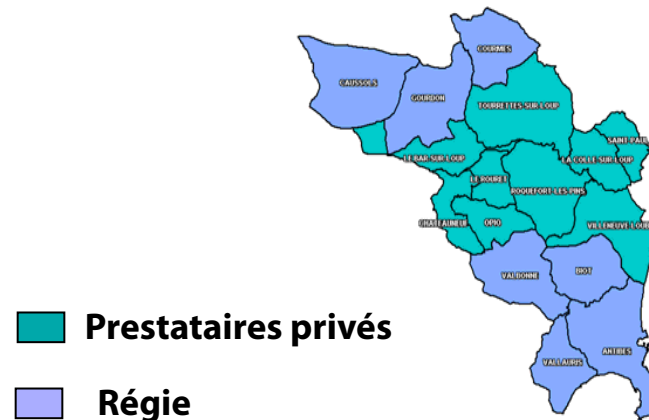 COURMES
CAUSSOLS
GOURDON
TOURRETTES-SUR-LOUP
SAINT-PAUL
LE BAR-SUR-LOUP
LA COLLE-SUR-LOUP
LE ROURET
ROQUEFORT-LES-PINS
CHATEAUNEUF
OPIO
VILLENEUVE-LOUB
VALBONNE
BIOT
ANTIBES
VALLAURIS
Prestataires privés
Régie